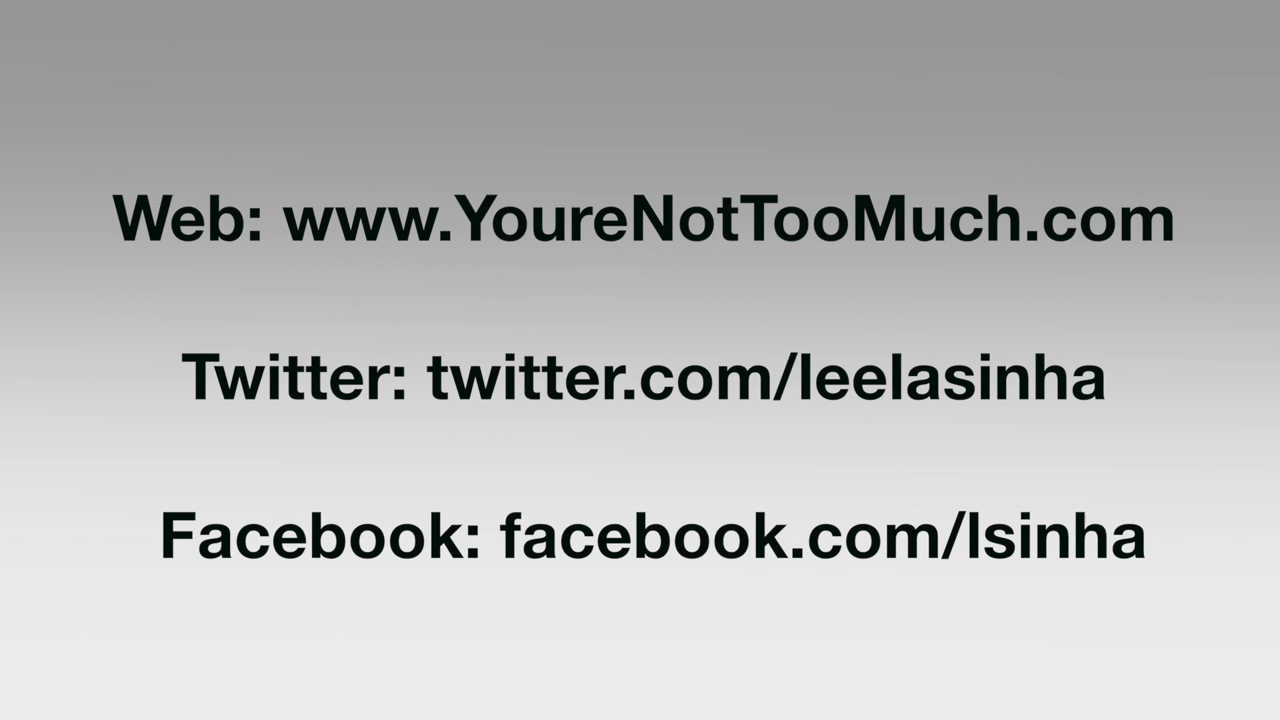 Web: www.YoureNotTooMuch.com
Twitter: twitter.com/leelasinha
Facebook: facebook.com/lsinha